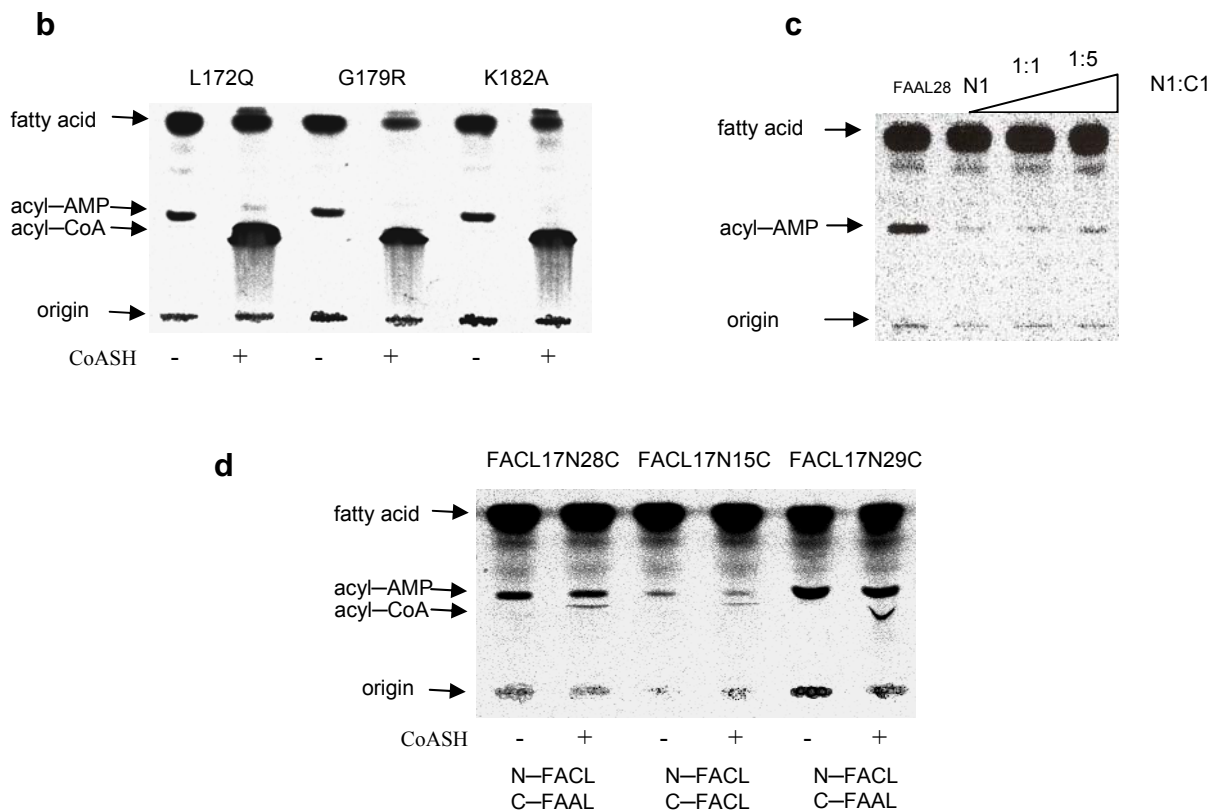 b
L172Q G179R K182A
fatty acid
acyl–AMP
acyl–CoA
origin
CoASH - + - + - +
c
FAAL28 N1 1:1 1:5 N1:C1
fatty acid
acyl–AMP
origin
d
FACL17N28C FACL17N15C FACL17N29C
fatty acid
acyl–AMP
acyl–CoA
origin
CoASH - + - + - +
N–FACL N–FACL N–FACL
C–FAAL C–FACL C–FAAL